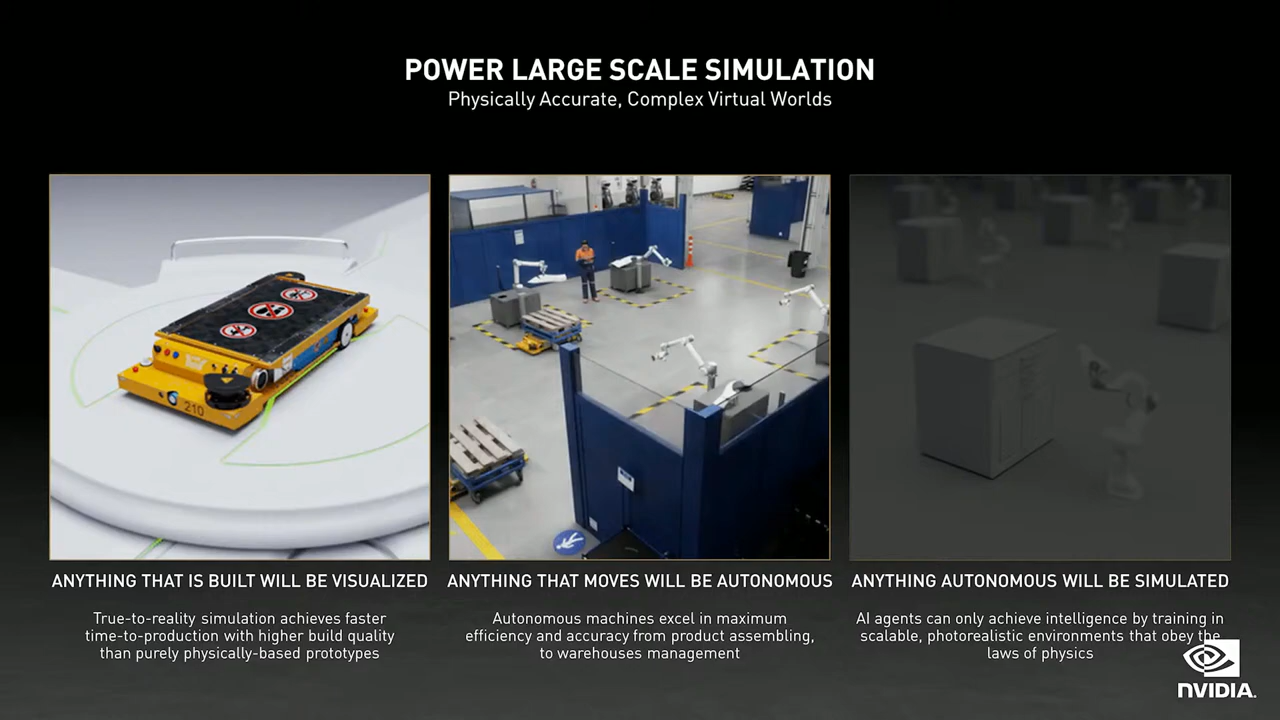 POWER LARGE SCALE SIMULATION
Physically Accurate, Complex Virtual Worlds
210
ANYTHING THAT IS BUILT WILL BE VISUALIZED
True-to-reality simulation achieves faster
time-to-production with higher build quality
than purely physically-based prototypes
ANYTHING THAT MOVES WILL BE AUTONOMOUS
Autonomous machines excel in maximum
efficiency and accuracy from product assembling,
to warehouses management
ANYTHING AUTONOMOUS WILL BE SIMULATED
AI agents can only achieve intelligence by training in
scalable, photorealistic environments that obey the
laws of physics
NVIDIA.